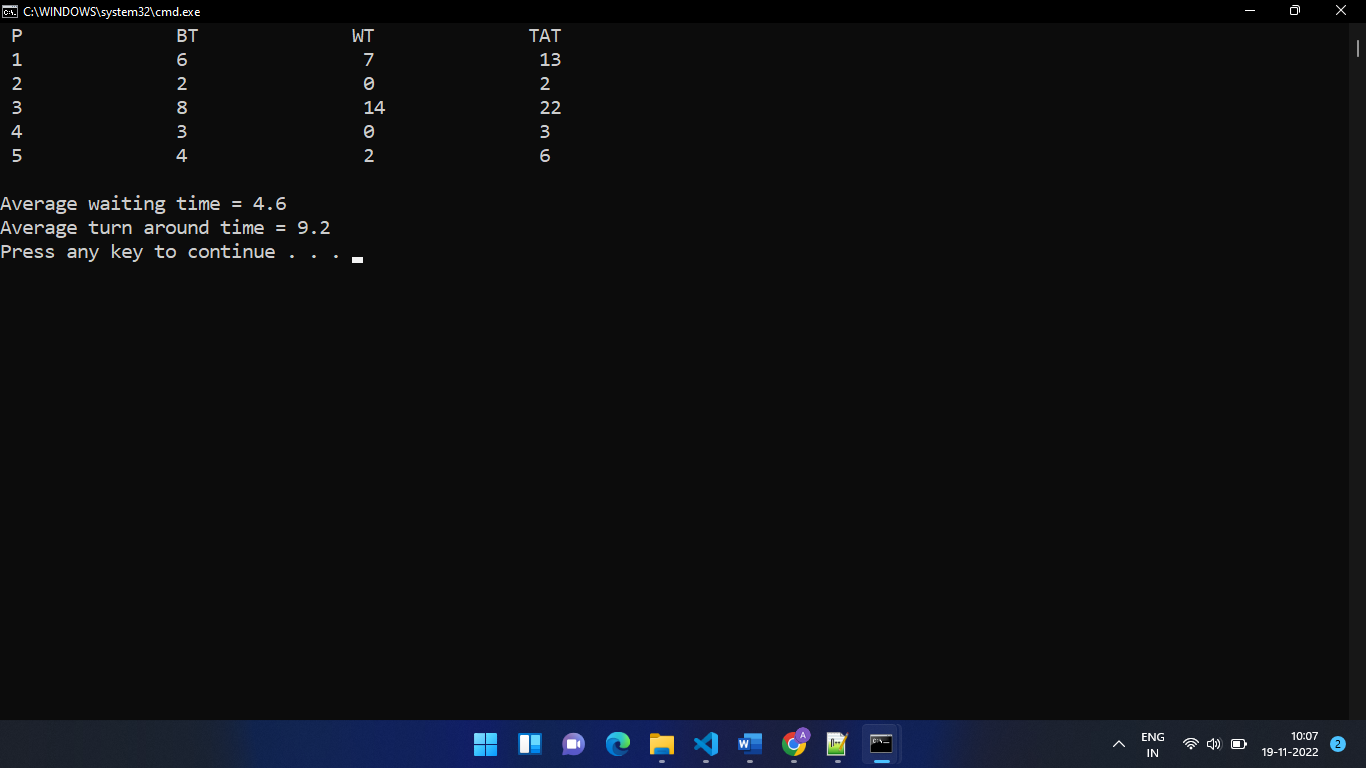 C:\WINDOWS\system32\cmd.exe
P BT WT TAT
1 6 7 13
2 2 0 2
3 8 14 22
4 3 0 3
5 4 2 6
Average waiting time = 4.6
Average turn around time = 9.2
Press any key to continue . . .
ENG
IN
10:07
19-11-2022
2